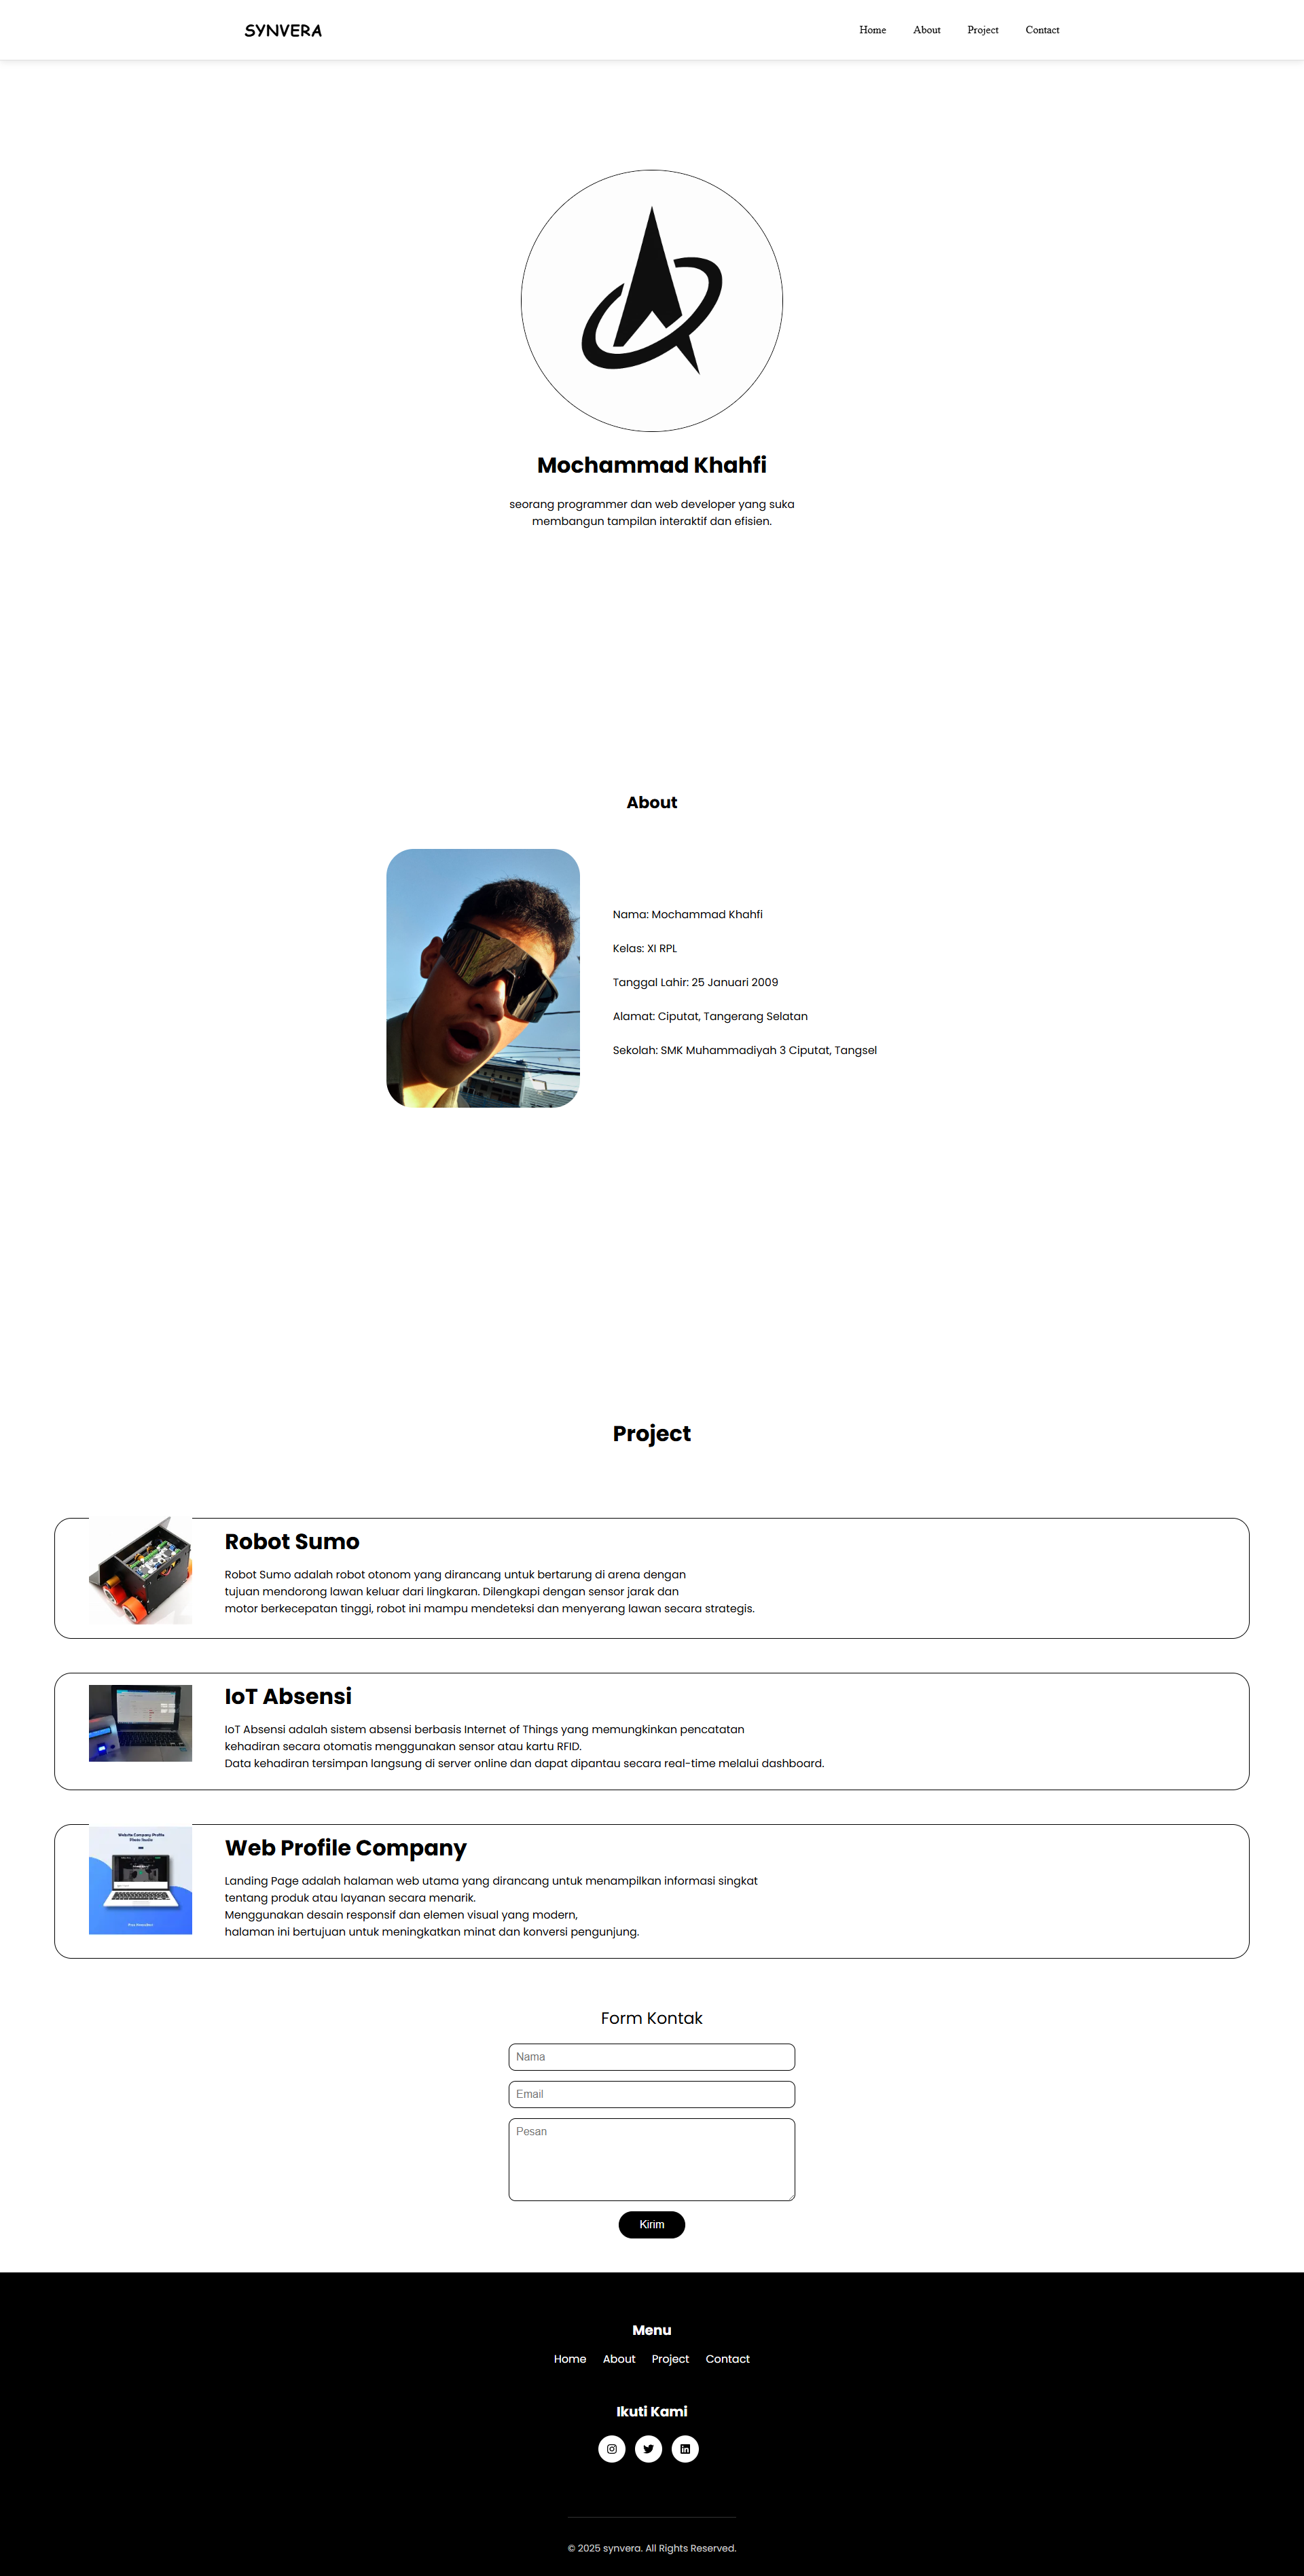 SYNVERA
Home About Project Contact
Mochammad Khahfi
seorang programmer dan web developer yang suka
membangun tampilan interaktif dan efisien.
About
Nama: Mochammad Khahfi
Kelas: XI RPL
Tanggal Lahir: 25 Januari 2009
Alamat: Ciputat, Tangerang Selatan
Sekolah: SMK Muhammadiyah 3 Ciputat, Tangsel
Project
Robot Sumo
Robot Sumo adalah robot otonom yang dirancang untuk bertarung di arena dengan
tujuan mendorong lawan keluar dari lingkaran. Dilengkapi dengan sensor jarak dan
motor berkecepatan tinggi, robot ini mampu mendeteksi dan menyerang lawan secara strategis.
IoT Absensi
IoT Absensi adalah sistem absensi berbasis Internet of Things yang memungkinkan pencatatan
kehadiran secara otomatis menggunakan sensor atau kartu RFID.
Data kehadiran tersimpan langsung di server online dan dapat dipantau secara real-time melalui dashboard.
Website Company Profile
Photo Studio
Web Profile Company
Landing Page adalah halaman web utama yang dirancang untuk menampilkan informasi singkat
tentang produk atau layanan secara menarik.
Menggunakan desain responsif dan elemen visual yang modern,
halaman ini bertujuan untuk meningkatkan minat dan konversi pengunjung.
Form Kontak
Nama
Email
Pesan
Kirim
Menu
Home About Project Contact
Ikuti Kami
© 2025 synvera. All Rights Reserved.